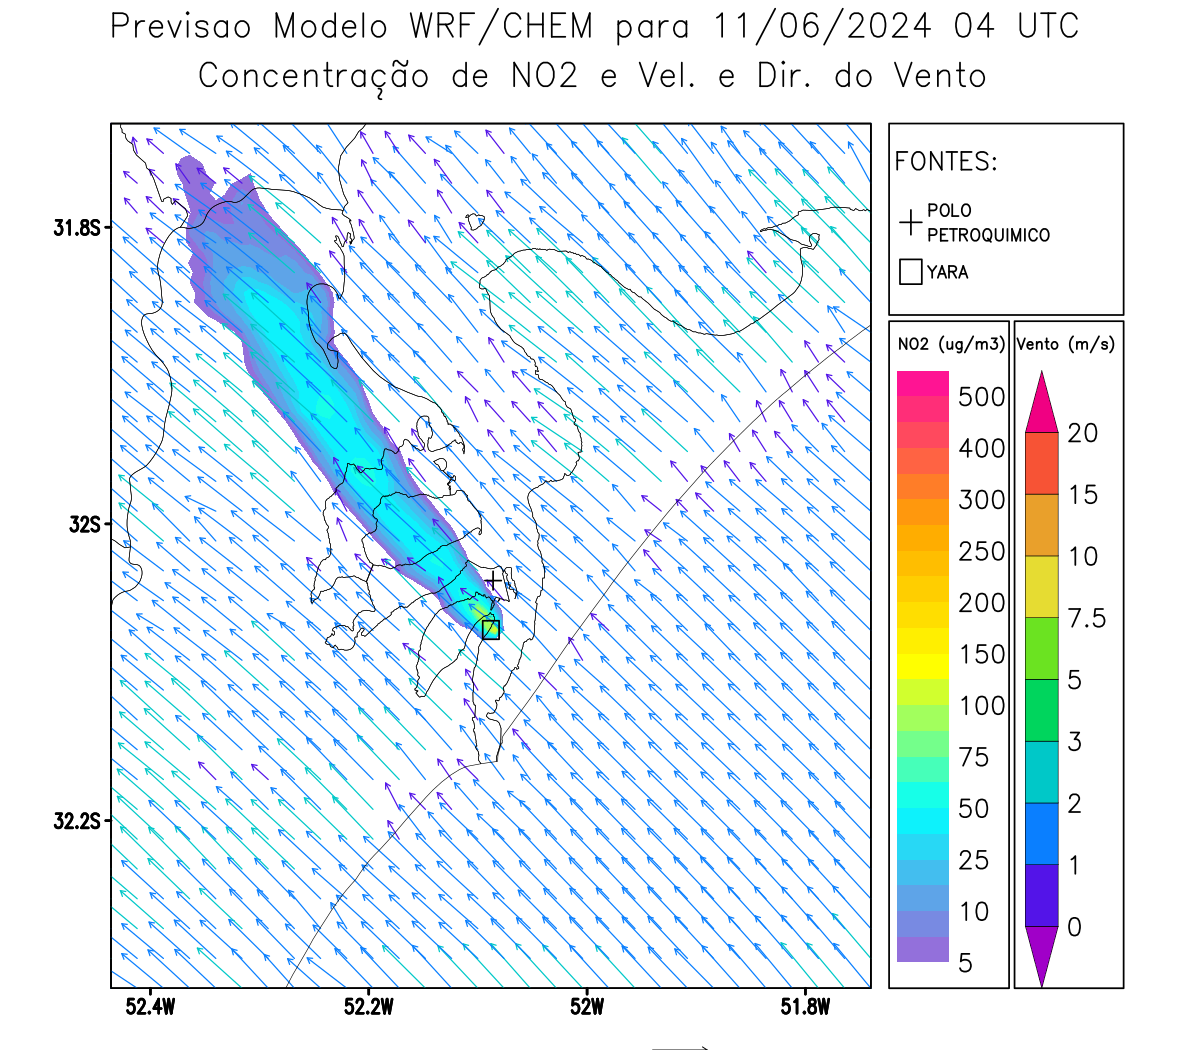 Previsao Modelo WRF/CHEM para 11/06/2024 04 UTC
Concentração de NO2 e Vel. e Dir. do Vento
FONTES:
POLO
PETROQUIMICO
YARA
31.8S
32S
32.2S
52.4W
52.2W
52W
51.8W
NO2 (ug/m3)
500
400
300
250
200
150
100
75
50
25
10
5
Vento (m/s)
20
15
10
7.5
5
3
2
1
0